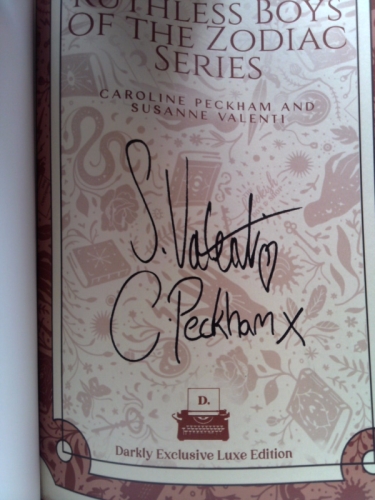 RUTHLESS BOYS
OF THE ZODIAC
SERIES
CAROLINE PECKHAM AND
SUSANNE VALENTI
S. Valenti♡
C. Peckham x
D.
Darkly Exclusive Luxe Edition